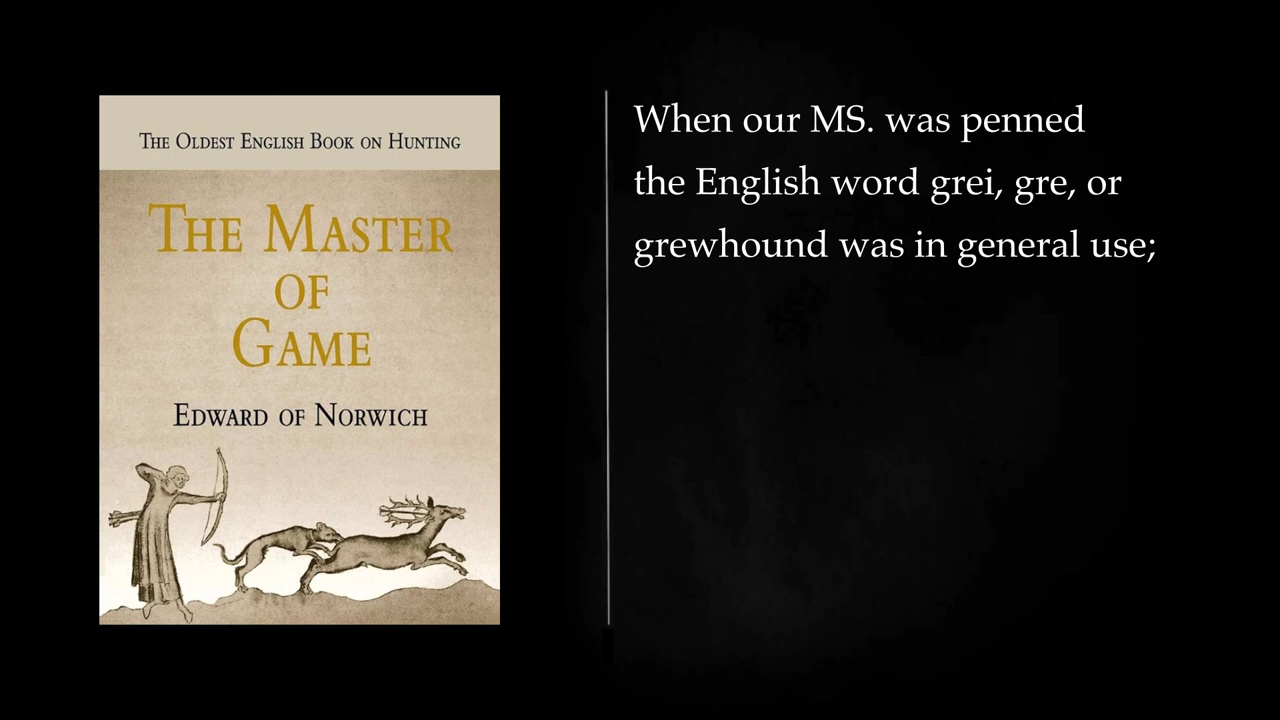 The Oldest English Book on Hunting
The Master
of
Game
Edward of Norwich
When our MS. was penned
the English word grei, gre, or
grewhound was in general use;